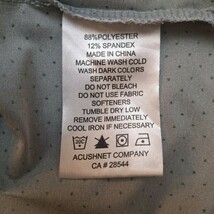 88%POLYESTER
12% SPANDEX
MADE IN CHINA
MACHINE WASH COLD
WASH DARK COLORS
SEPARATELY
DO NOT BLEACH
DO NOT USE FABRIC
SOFTENERS
TUMBLE DRY LOW
REMOVE IMMEDIATELY
COOL IRON IF NECESSARY
ACUSHNET COMPANY
CA # 28544